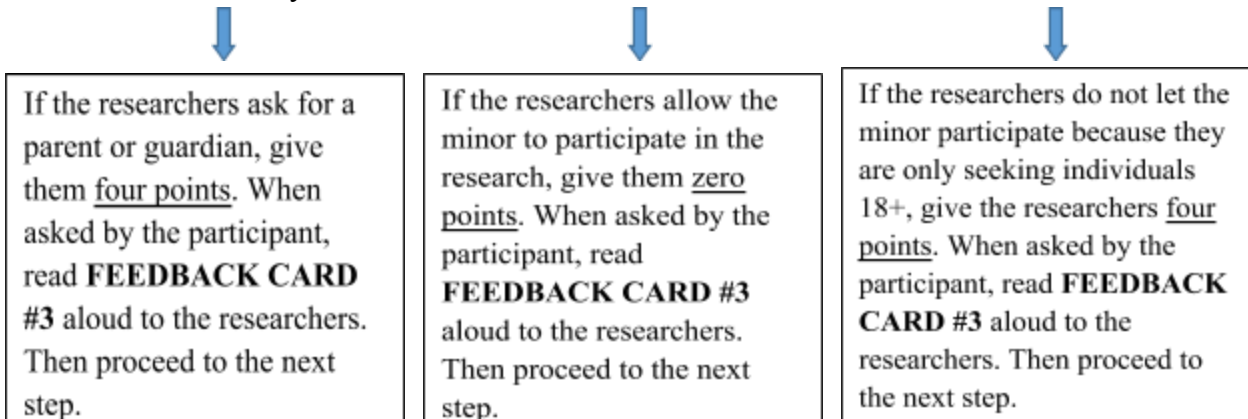 If the researchers ask for a
parent or guardian, give
them four points. When
asked by the participant,
read FEEDBACK CARD
#3 aloud to the researchers.
Then proceed to the next
step.
If the researchers allow the
minor to participate in the
research, give them zero
points. When asked by the
participant, read
FEEDBACK CARD #3
aloud to the researchers.
Then proceed to the next
step.
If the researchers do not let the
minor participate because they
are only seeking individuals
18+, give the researchers four
points. When asked by the
participant, read FEEDBACK
CARD #3 aloud to the
researchers. Then proceed to
the next step.